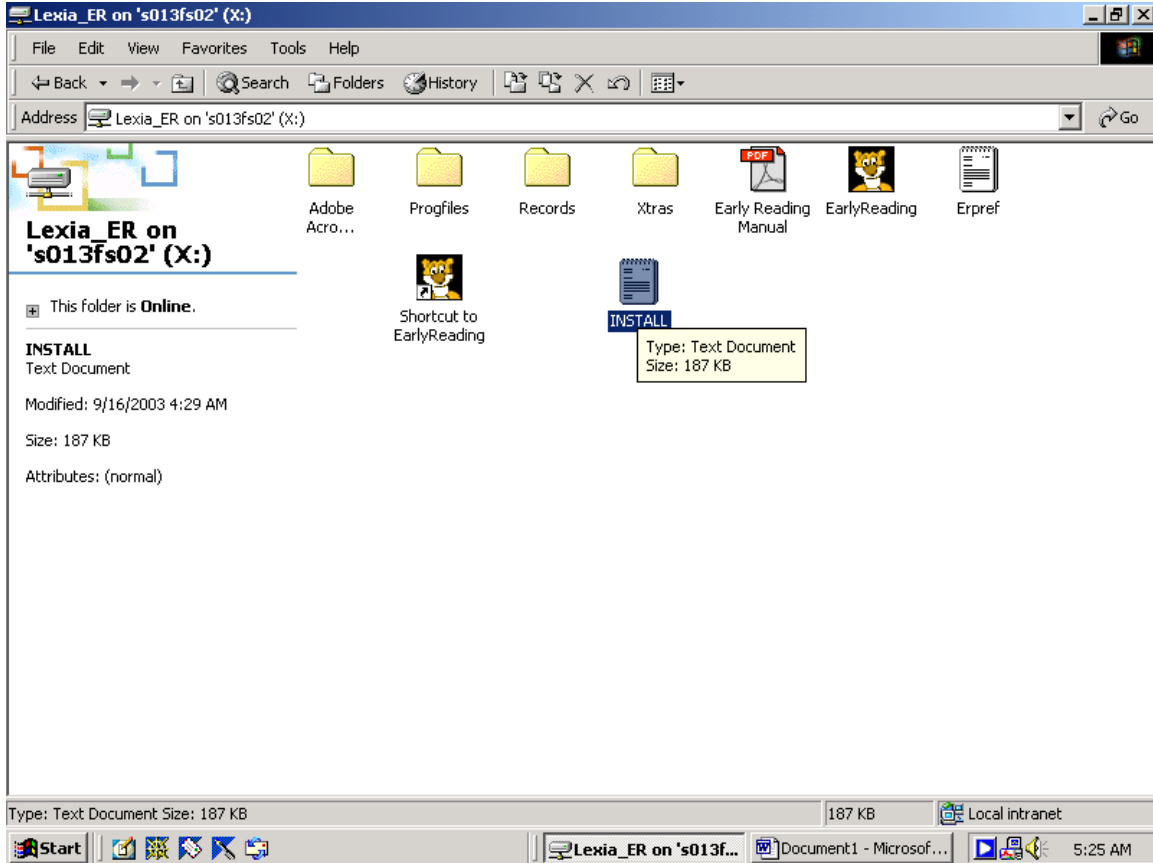 Lexia_ER on 's013fs02' (X:)
File Edit View Favorites Tools Help
Back Search Folders History
Address Lexia_ER on 's013fs02' (X:) Go
Lexia_ER on
's013fs02' (X:)
This folder is Online.
INSTALL
Text Document
Modified: 9/16/2003 4:29 AM
Size: 187 KB
Attributes: (normal)
Adobe
Acro...
Progfiles
Records
Xtras
PDF
Early Reading
Manual
EarlyReading
Erpref
Shortcut to
EarlyReading
INSTALL
Type: Text Document
Size: 187 KB
Type: Text Document Size: 187 KB 187 KB Local intranet
Start Lexia_ER on 's013f... Document1 - Microsof... 5:25 AM